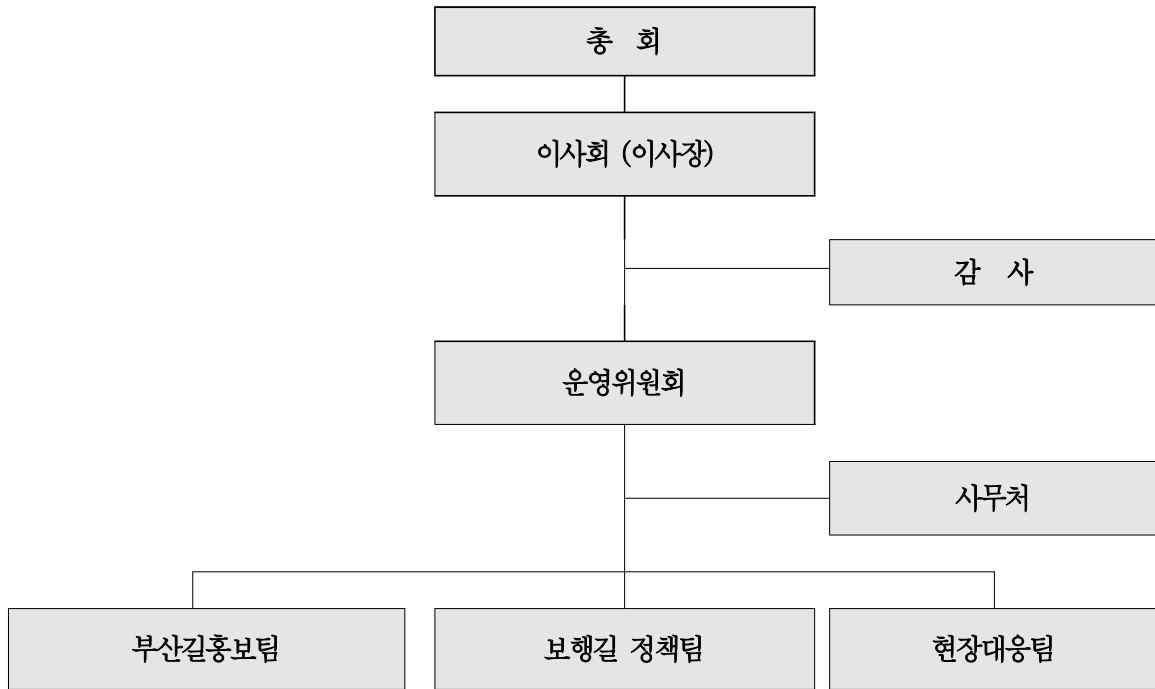 총 회
이사회 (이사장)
감 사
운영위원회
사무처
부산길홍보팀
보행길 정책팀
현장대응팀